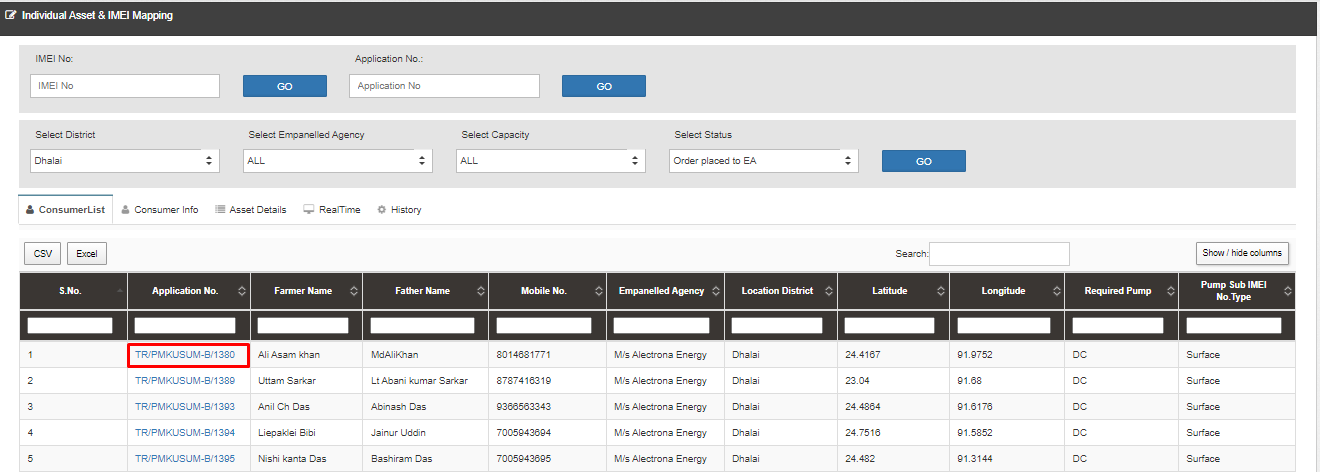 Individual Asset & IMEI Mapping
IMEI No: Application No.:
IMEI No GO Application No GO
Select District Select Empanelled Agency Select Capacity Select Status
Dhalai ALL ALL Order placed to EA GO
ConsumerList Consumer Info Asset Details RealTime History
CSV Excel Search: Show / hide columns
S.No. Application No. Farmer Name Father Name Mobile No. Empanelled Agency Location District Latitude Longitude Required Pump Pump Sub IMEI
No.Type
1 TR/PMKUSUM-B/1380 Ali Asam khan MdAliKhan 8014681771 M/s Alectrona Energy Dhalai 24.4167 91.9752 DC Surface
2 TR/PMKUSUM-B/1389 Uttam Sarkar Lt Abani kumar Sarkar 8787416319 M/s Alectrona Energy Dhalai 23.04 91.68 DC Surface
3 TR/PMKUSUM-B/1393 Anil Ch Das Abinash Das 9366563343 M/s Alectrona Energy Dhalai 24.4864 91.6176 DC Surface
4 TR/PMKUSUM-B/1394 Liepaklei Bibi Jainur Uddin 7005943694 M/s Alectrona Energy Dhalai 24.7516 91.5852 DC Surface
5 TR/PMKUSUM-B/1395 Nishi kanta Das Bashiram Das 7005943695 M/s Alectrona Energy Dhalai 24.482 91.3144 DC Surface